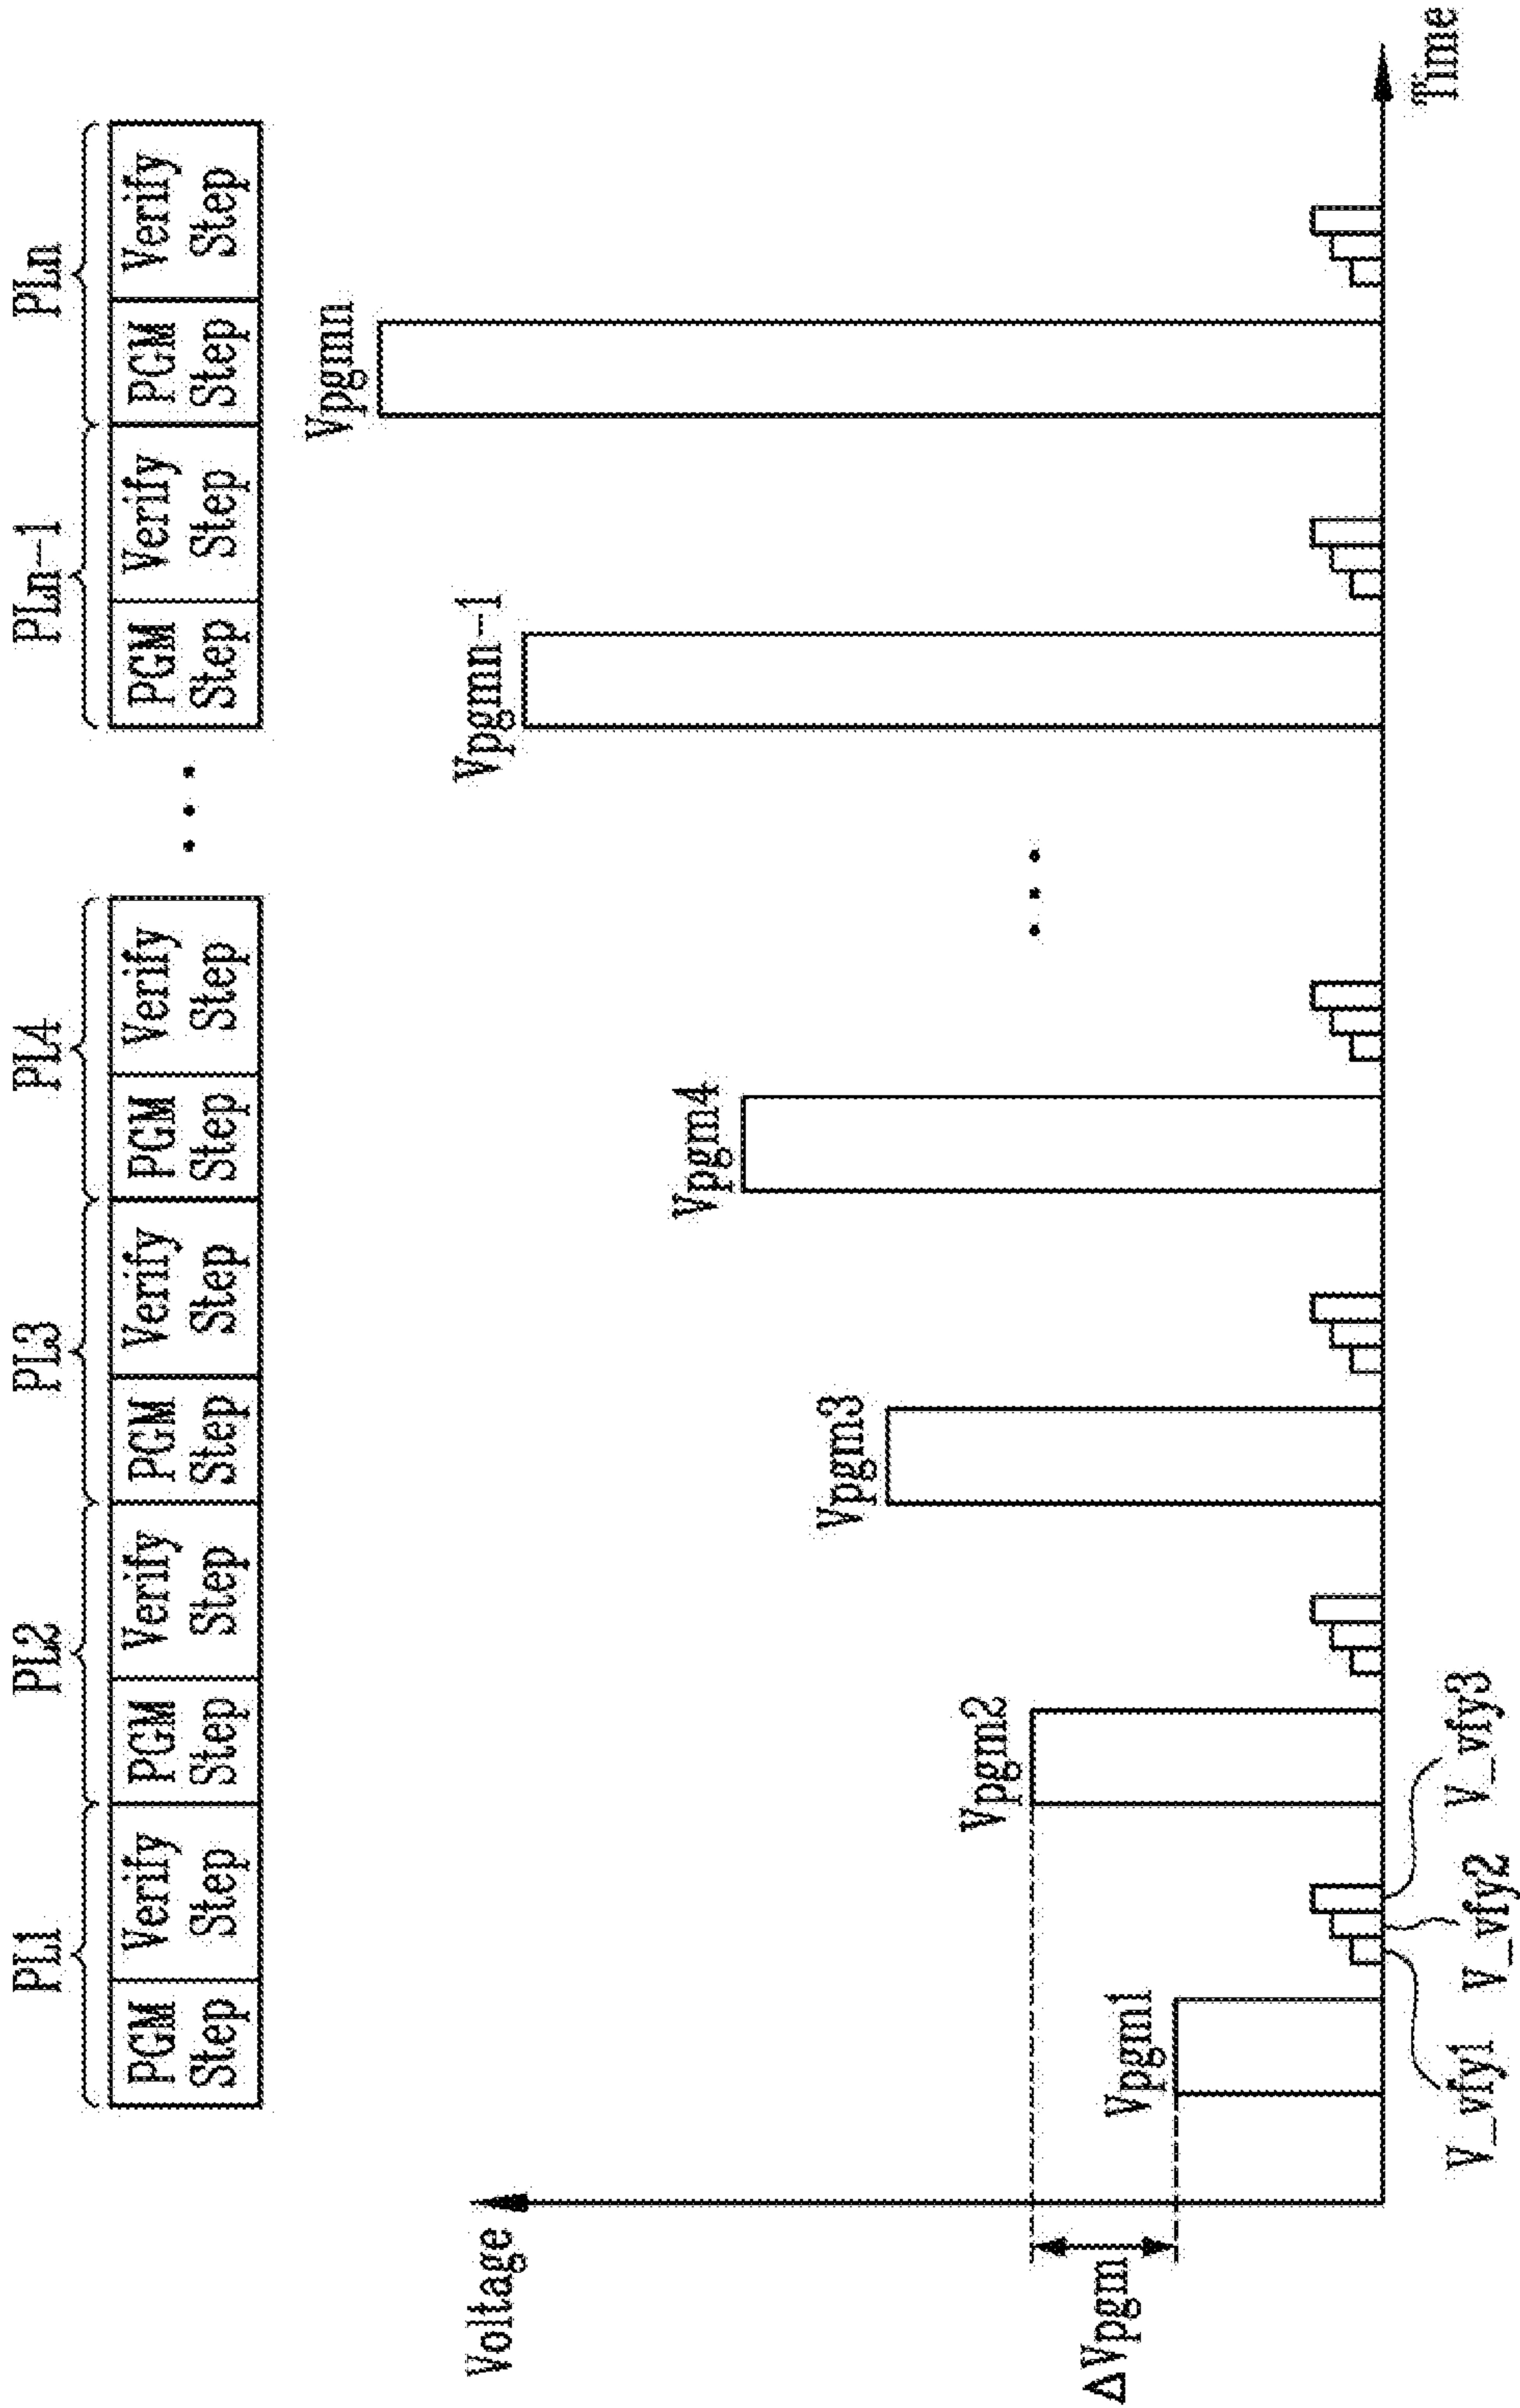 PL1
PL2
PL3
PL4
PLn-1
PLn
PGM
Step
Verify
Step
PGM
Step
Verify
Step
PGM
Step
Verify
Step
PGM
Step
Verify
Step
...
PGM
Step
Verify
Step
PGM
Step
Verify
Step
Voltage
ΔVpgm
Vpgm1
Vpgm2
Vpgm3
Vpgm4
...
Vpgmn-1
Vpgmn
V_vfy1
V_vfy2
V_vfy3
Time